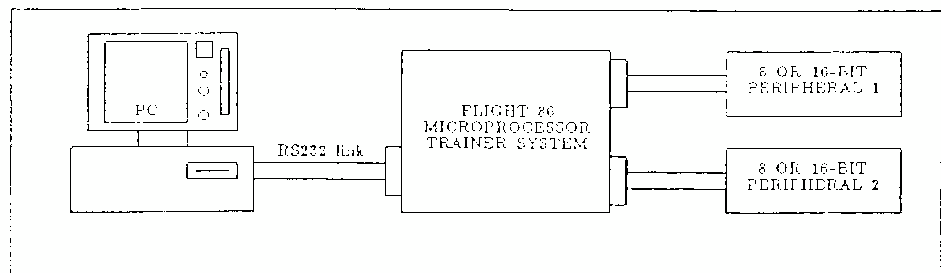 PC
RS232 link
FLIGHT 86
MICROPROCESSOR
TRAINER SYSTEM
8 OR 16-BIT
PERIPHERAL 1
8 OR 16-BIT
PERIPHERAL 2